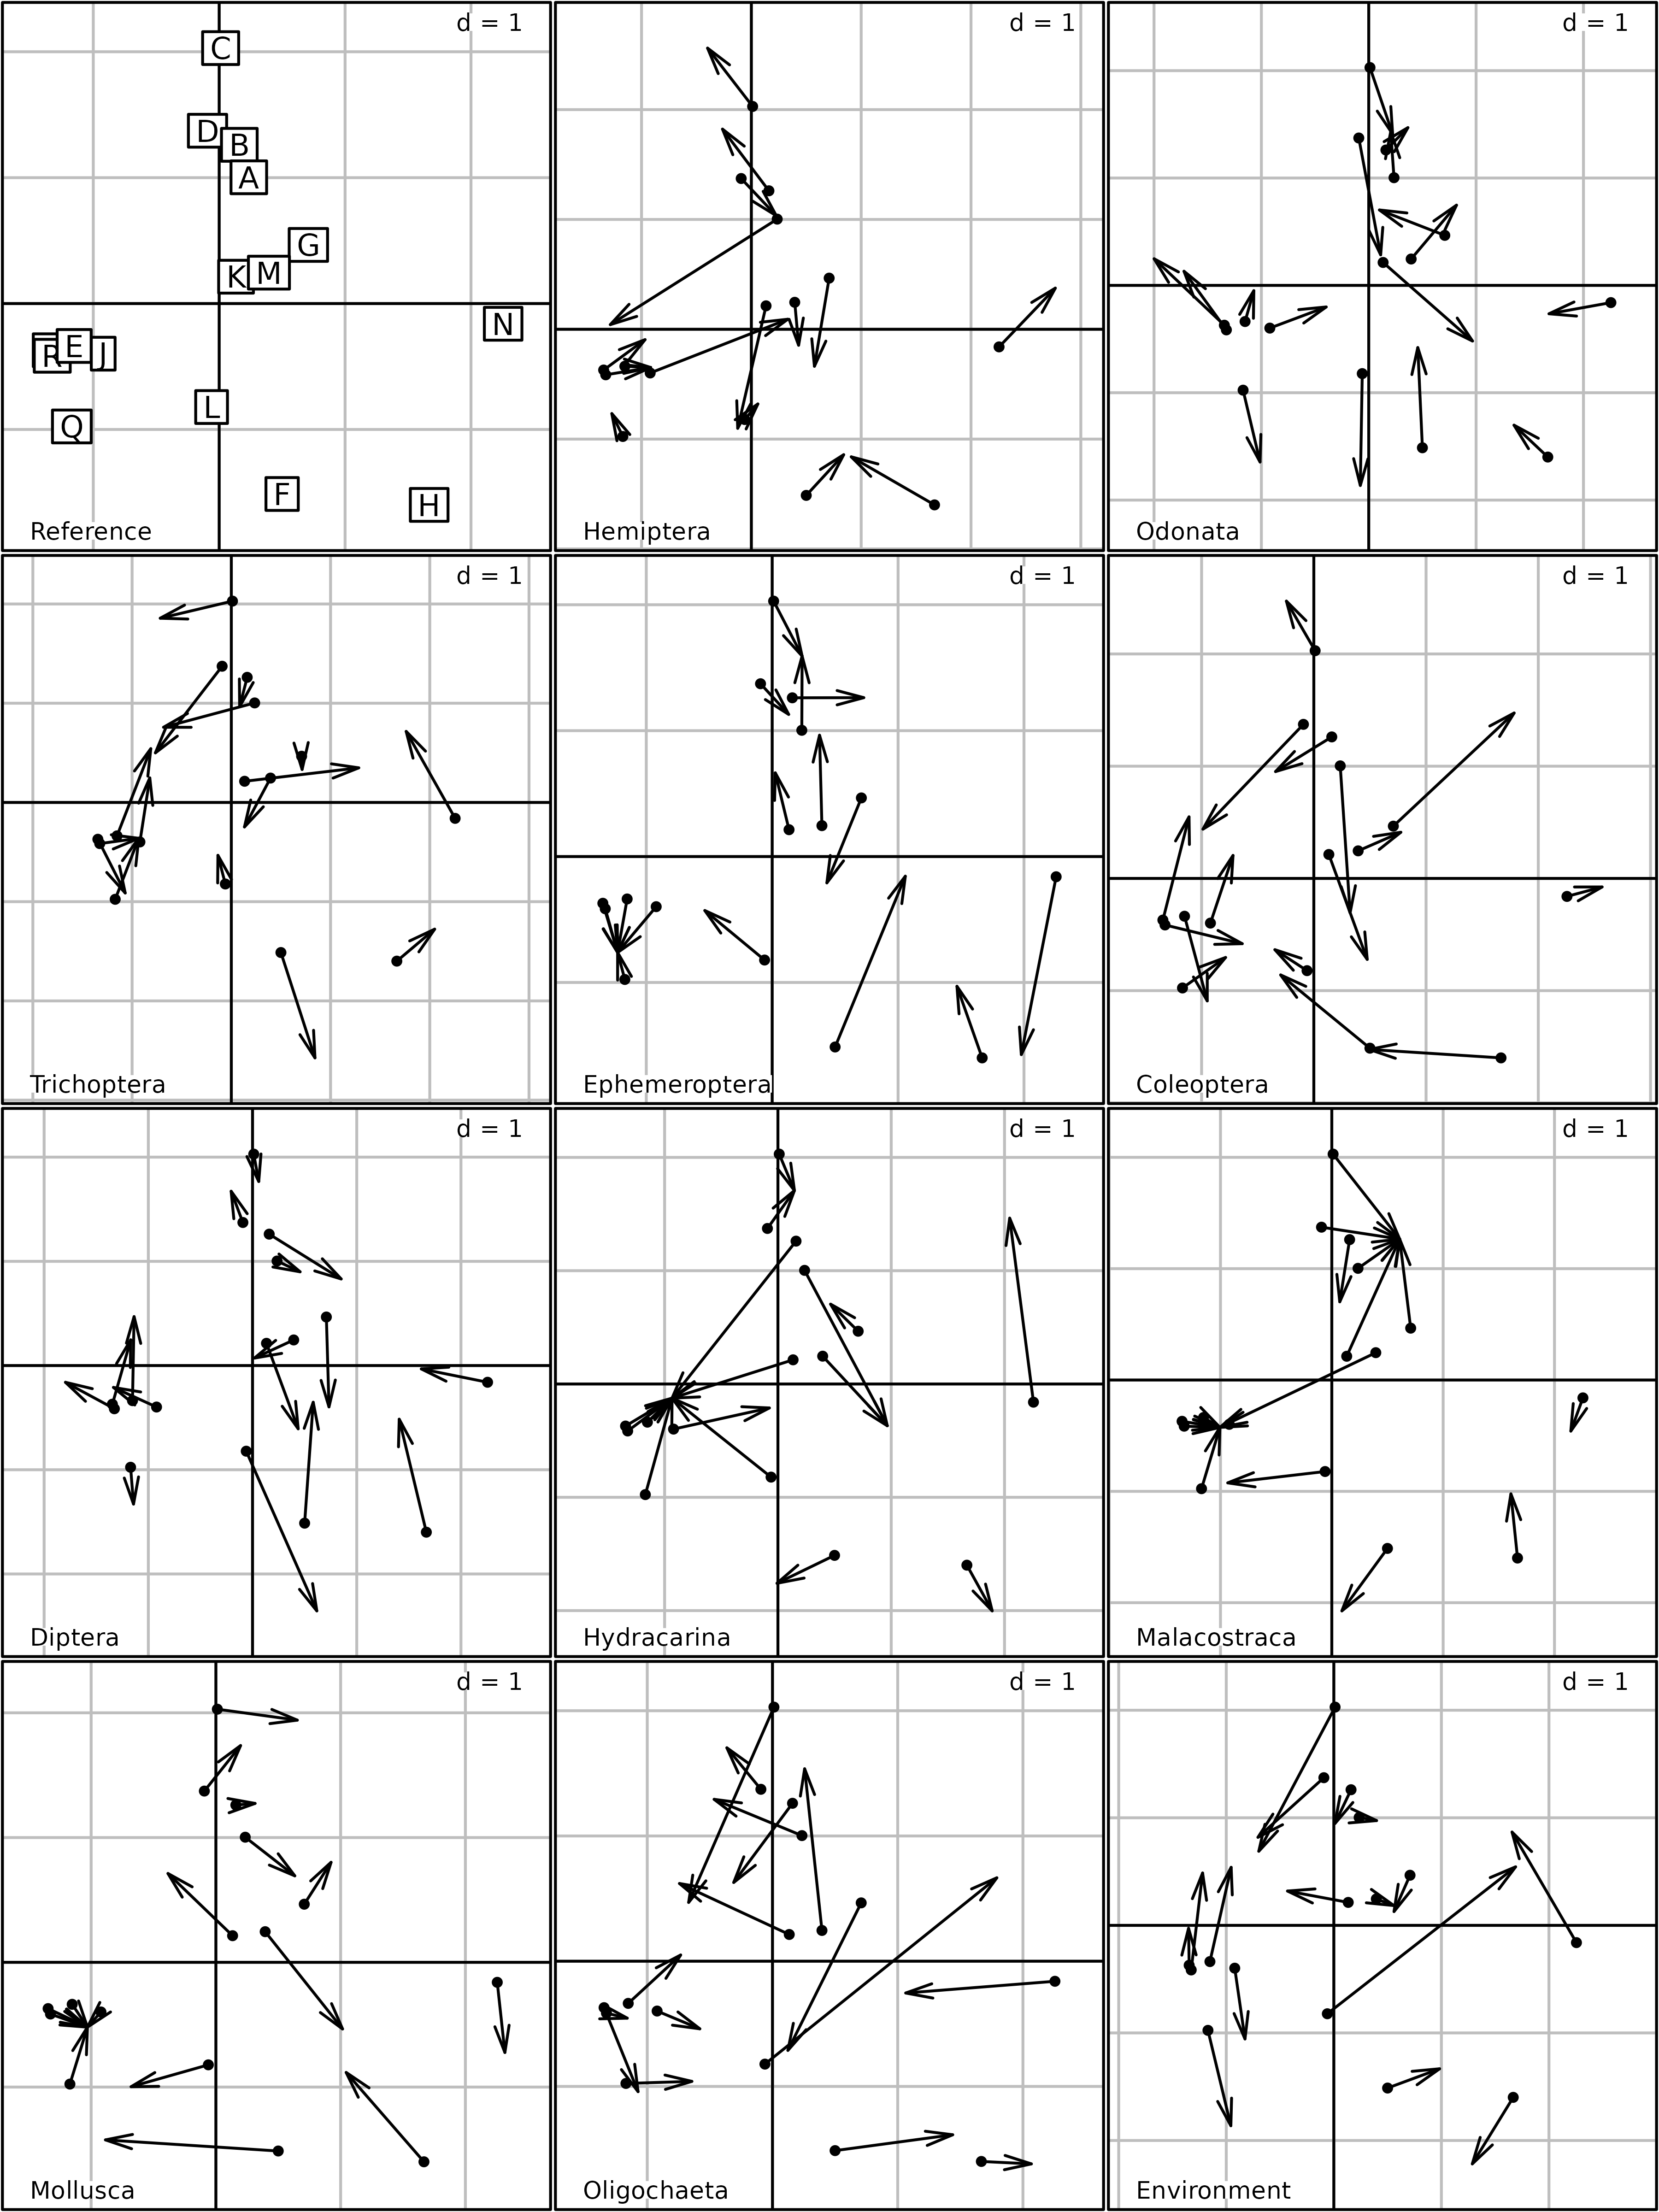 d = 1
C
D
B
A
G
K M
N
R E J
L
Q
F
H
Reference
d = 1
Hemiptera
d = 1
Odonata
d = 1
Trichoptera
d = 1
Ephemeroptera
d = 1
Coleoptera
d = 1
Diptera
d = 1
Hydracarina
d = 1
Malacostraca
d = 1
Mollusca
d = 1
Oligochaeta
d = 1
Environment